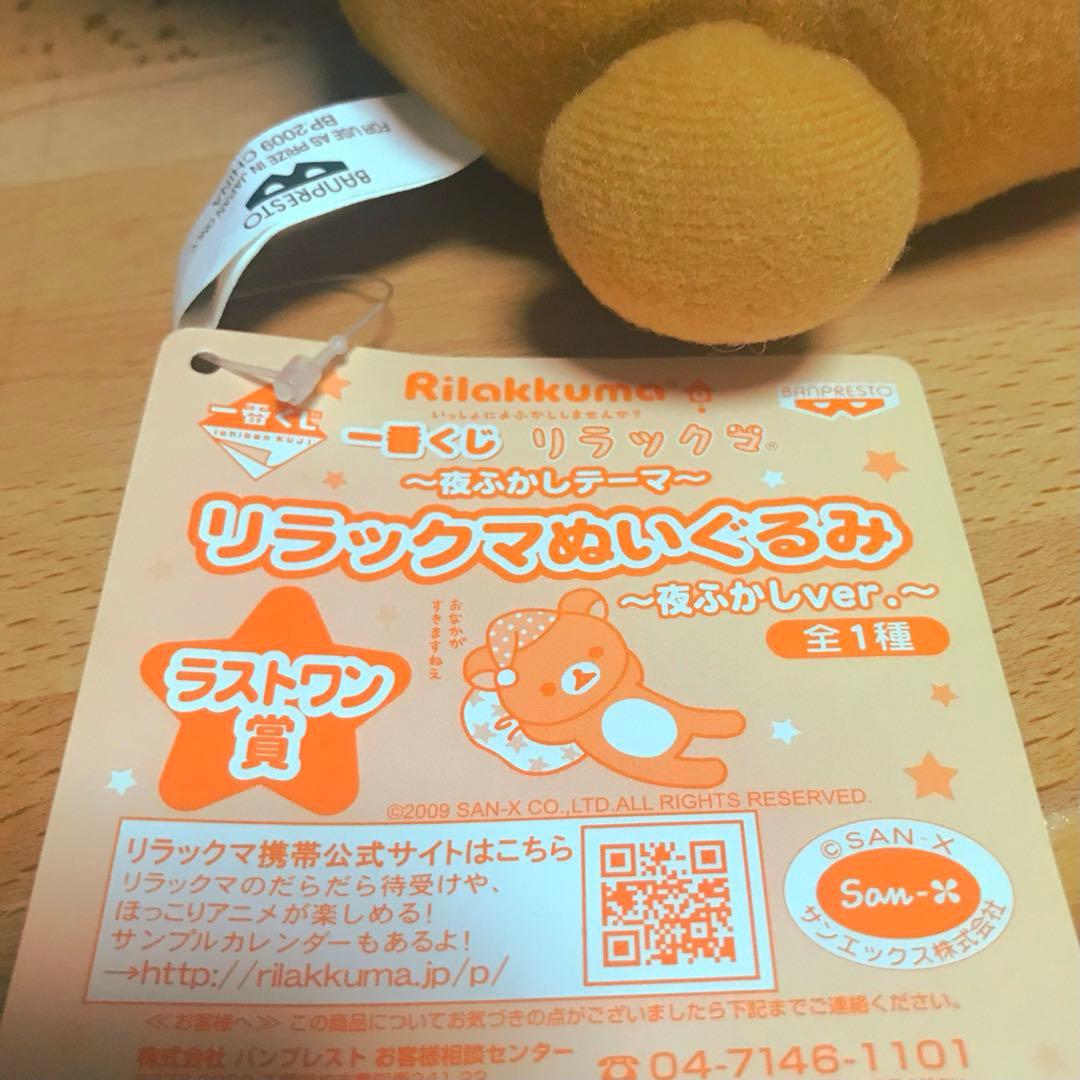 FOR USE AS PRIZE IN JAPAN ONLY.
BP.2009 CHINA
BANPRESTO
Rilakkuma®
BANPRESTO
いっしょによふかししませんか?
一番くじ
Ichiban KUJI
一番くじ リラックマ®
～夜ふかしテーマ～
リラックマぬいぐるみ
～夜ふかしver.～
全1種
おなかが
すきますねえ
ラストワン
賞
©2009 SAN-X CO.,LTD.ALL RIGHTS RESERVED.
リラックマ携帯公式サイトはこちら
リラックマのだらだら待受けや、
ほっこりアニメが楽しめる!
サンプルカレンダーもあるよ!
→http://rilakkuma.jp/p/
©SAN-X
San-X
サンエックス株式会社
≪お客様へ≫ この商品についてお気づきの点がございましたら下記までご連絡ください。
株式会社 バンプレスト お客様相談センター
☎04-7146-1101